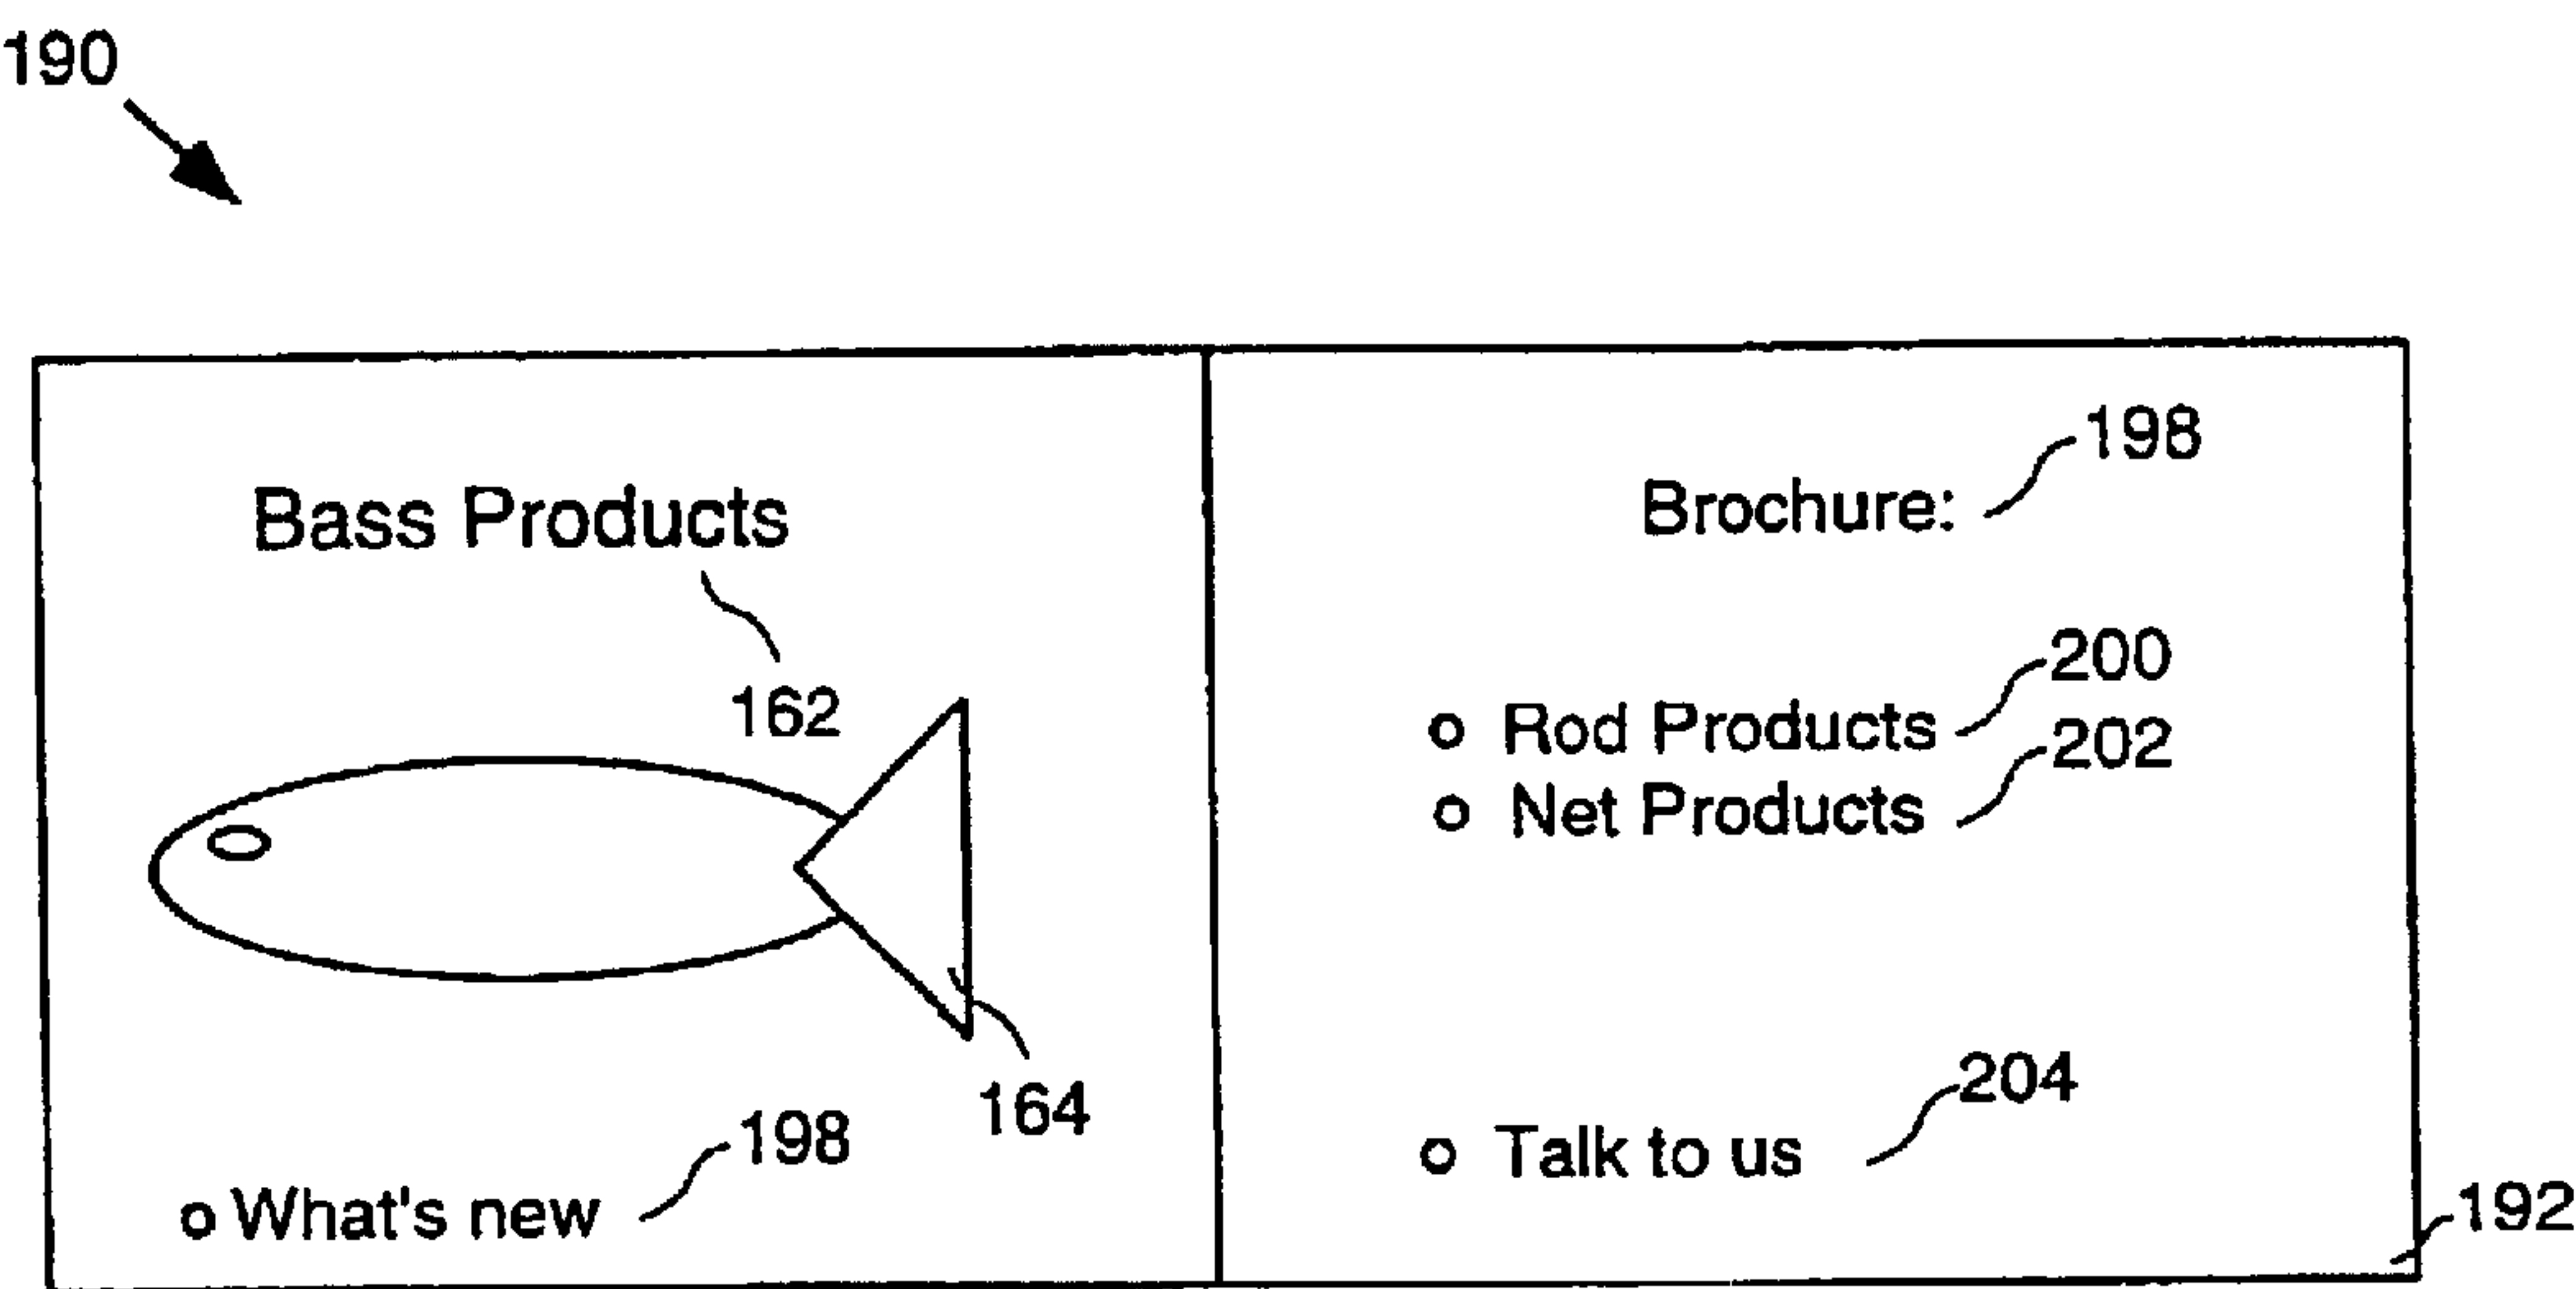 190
Bass Products
162
164
198
o What's new
198
Brochure:
200
o Rod Products
202
o Net Products
204
o Talk to us
192